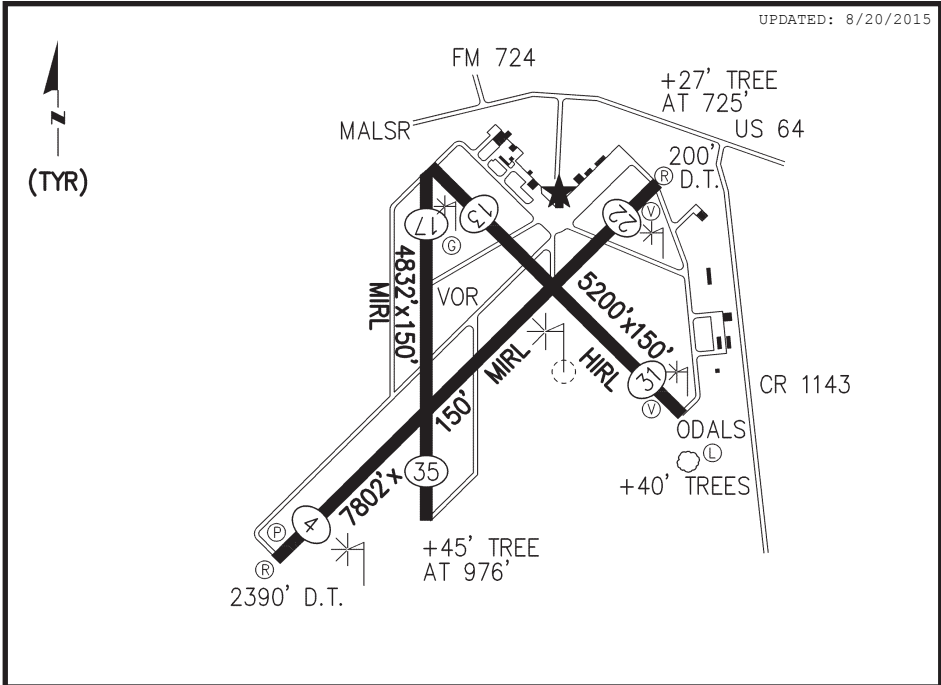 UPDATED: 8/20/2015
FM 724
+27' TREE
AT 725'
US 64
MALSR
N
(TYR)
200'
D.T.
R
17
13
22
V
G
4832'x150'
MIRL
VOR
5200'x150'
MIRL
HIRL
31
V
CR 1143
ODALS
L
+40' TREES
150'
7802'x
35
4
P
R
2390' D.T.
+45' TREE
AT 976'